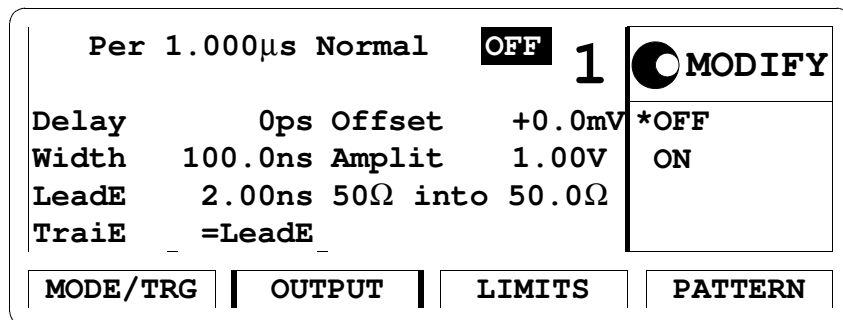 Per 1.000µs Normal OFF 1 MODIFY
Delay 0ps Offset +0.0mV *OFF
Width 100.0ns Amplit 1.00V ON
LeadE 2.00ns 50Ω into 50.0Ω
TraiE =LeadE
MODE/TRG OUTPUT LIMITS PATTERN